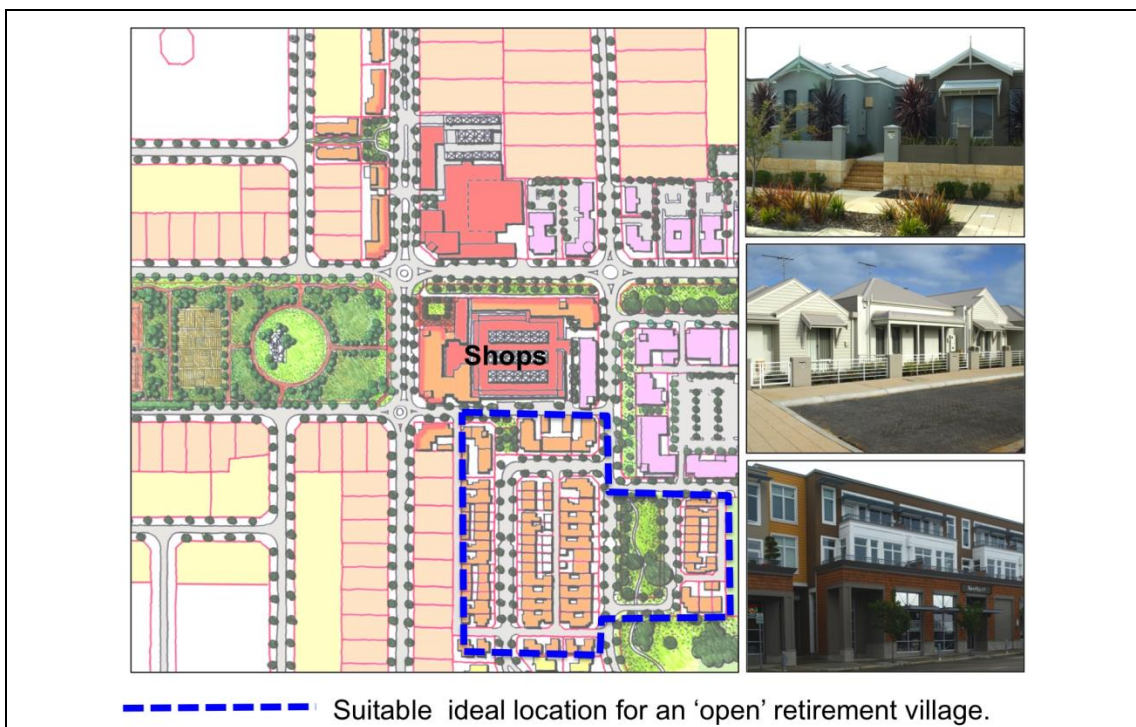 Shops
Suitable ideal location for an ‘open’ retirement village.